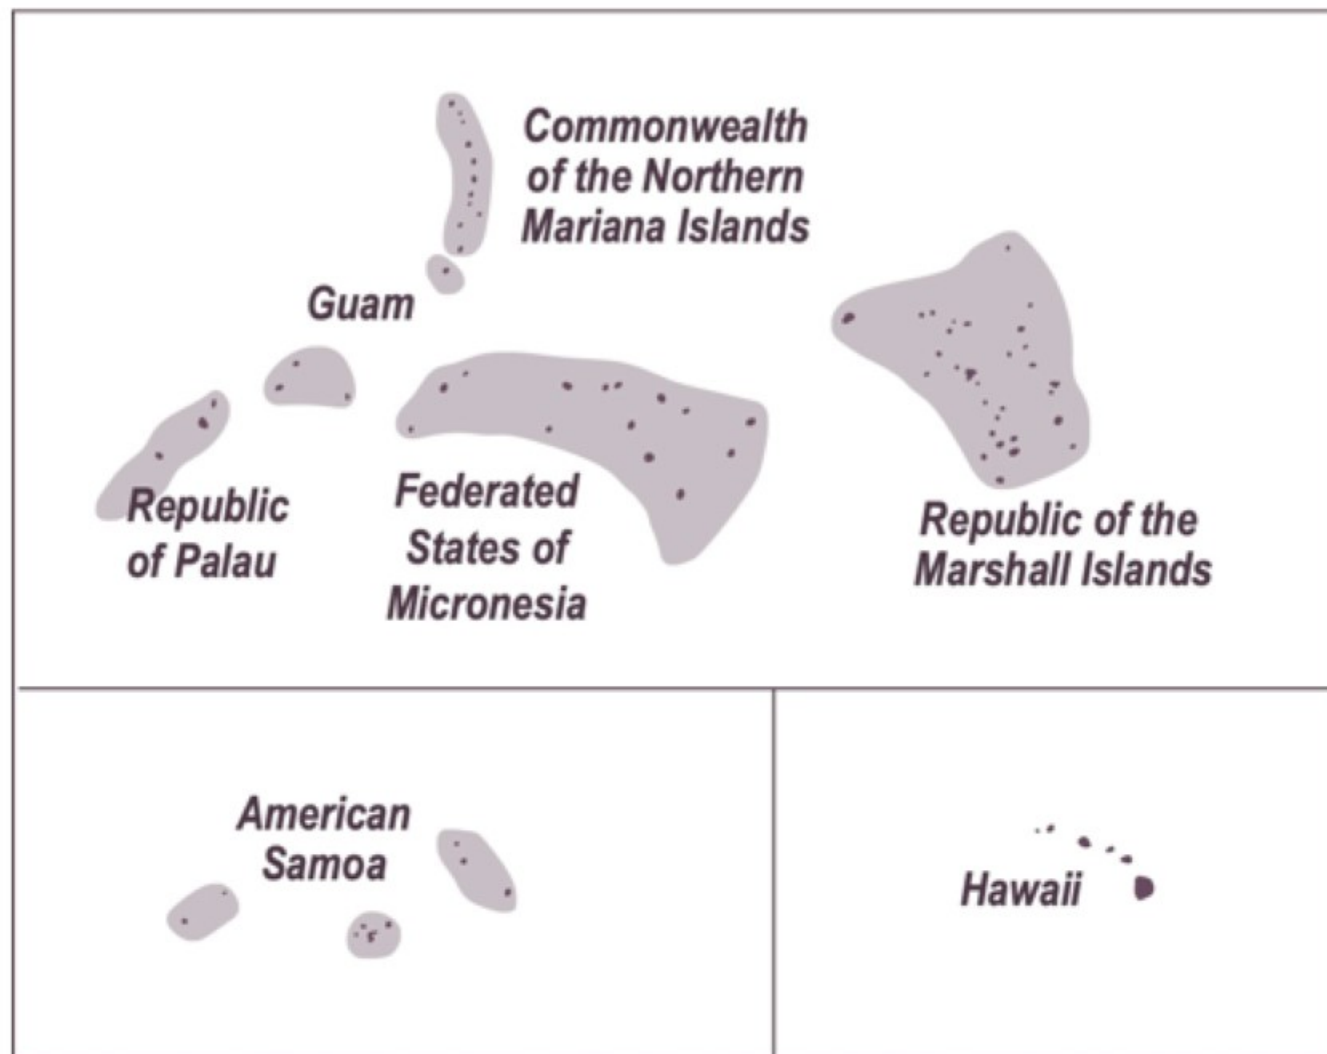 Commonwealth
of the Northern
Mariana Islands
Guam
Republic
of Palau
Federated
States of
Micronesia
Republic of the
Marshall Islands
American
Samoa
Hawaii